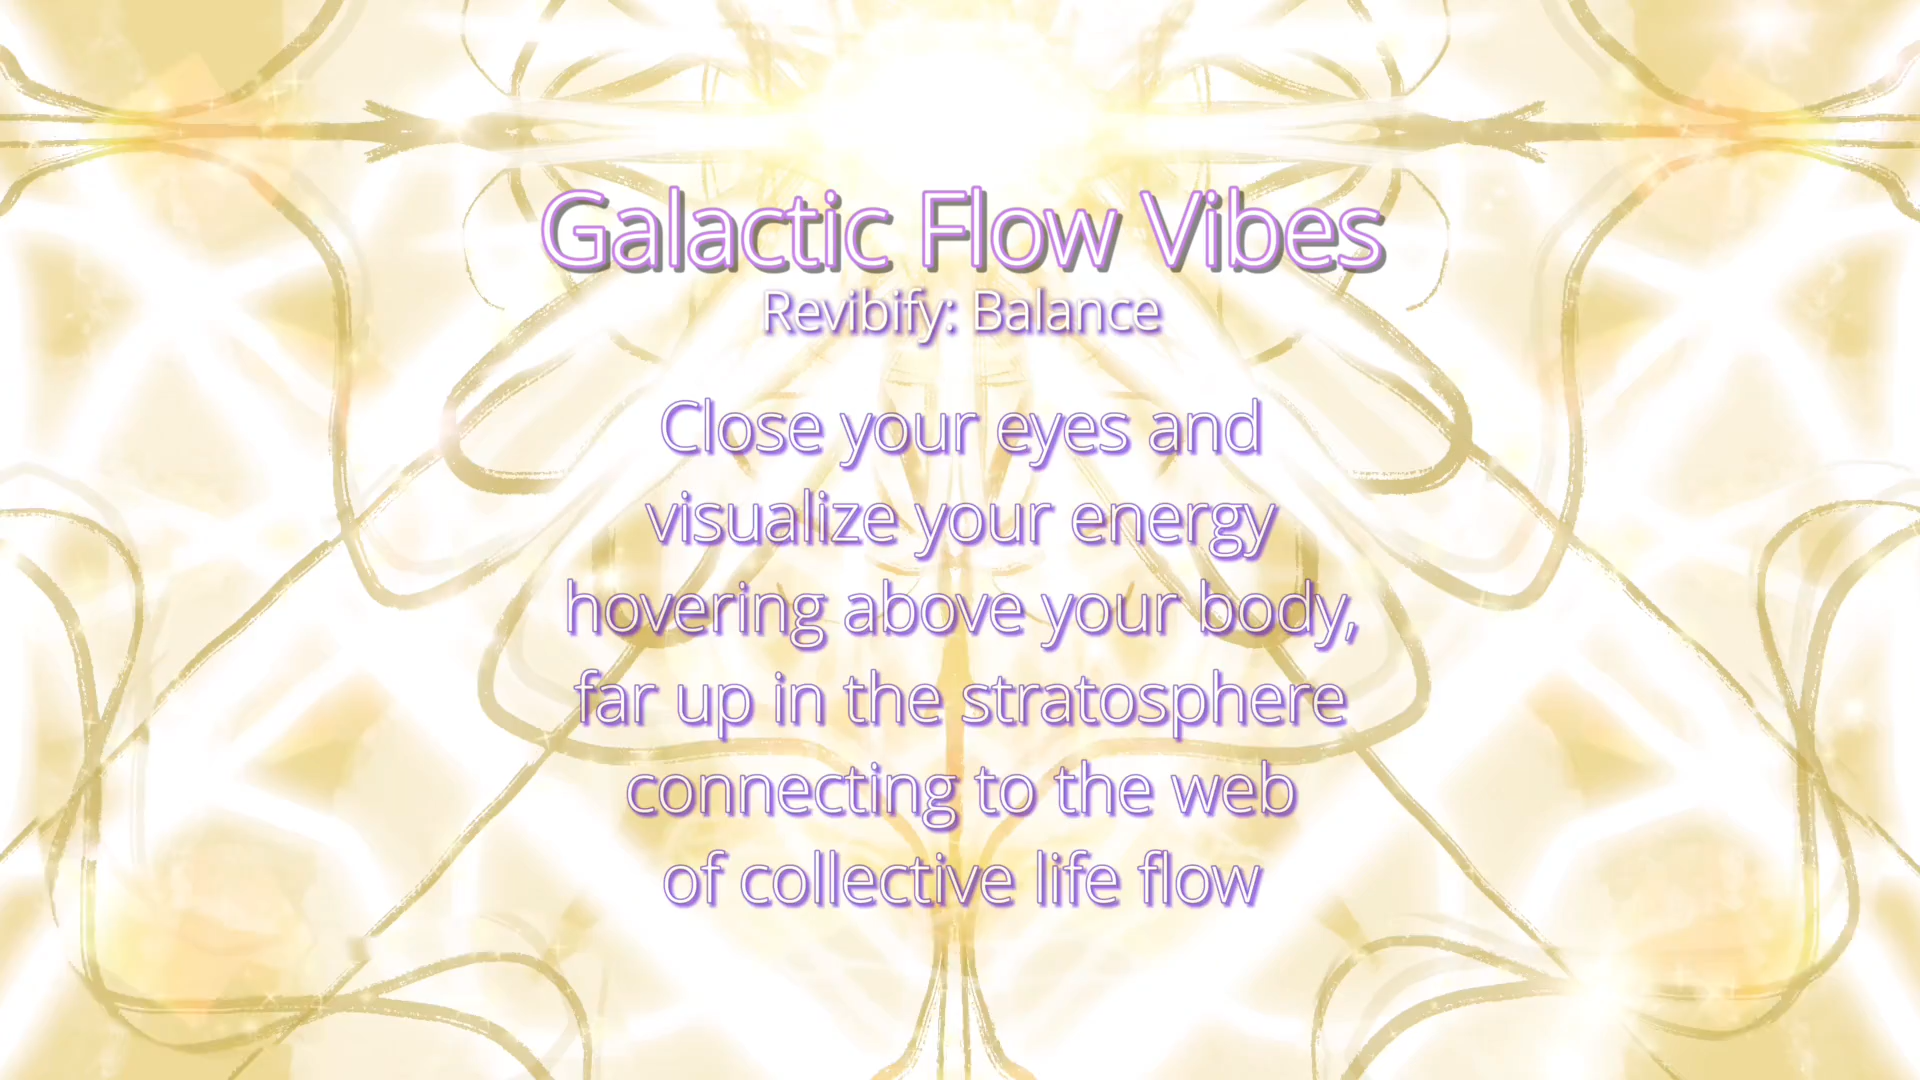 Galactic Flow Vibes
Revibify: Balance
Close your eyes and
visualize your energy
hovering above your body,
far up in the stratosphere
connecting to the web
of collective life flow